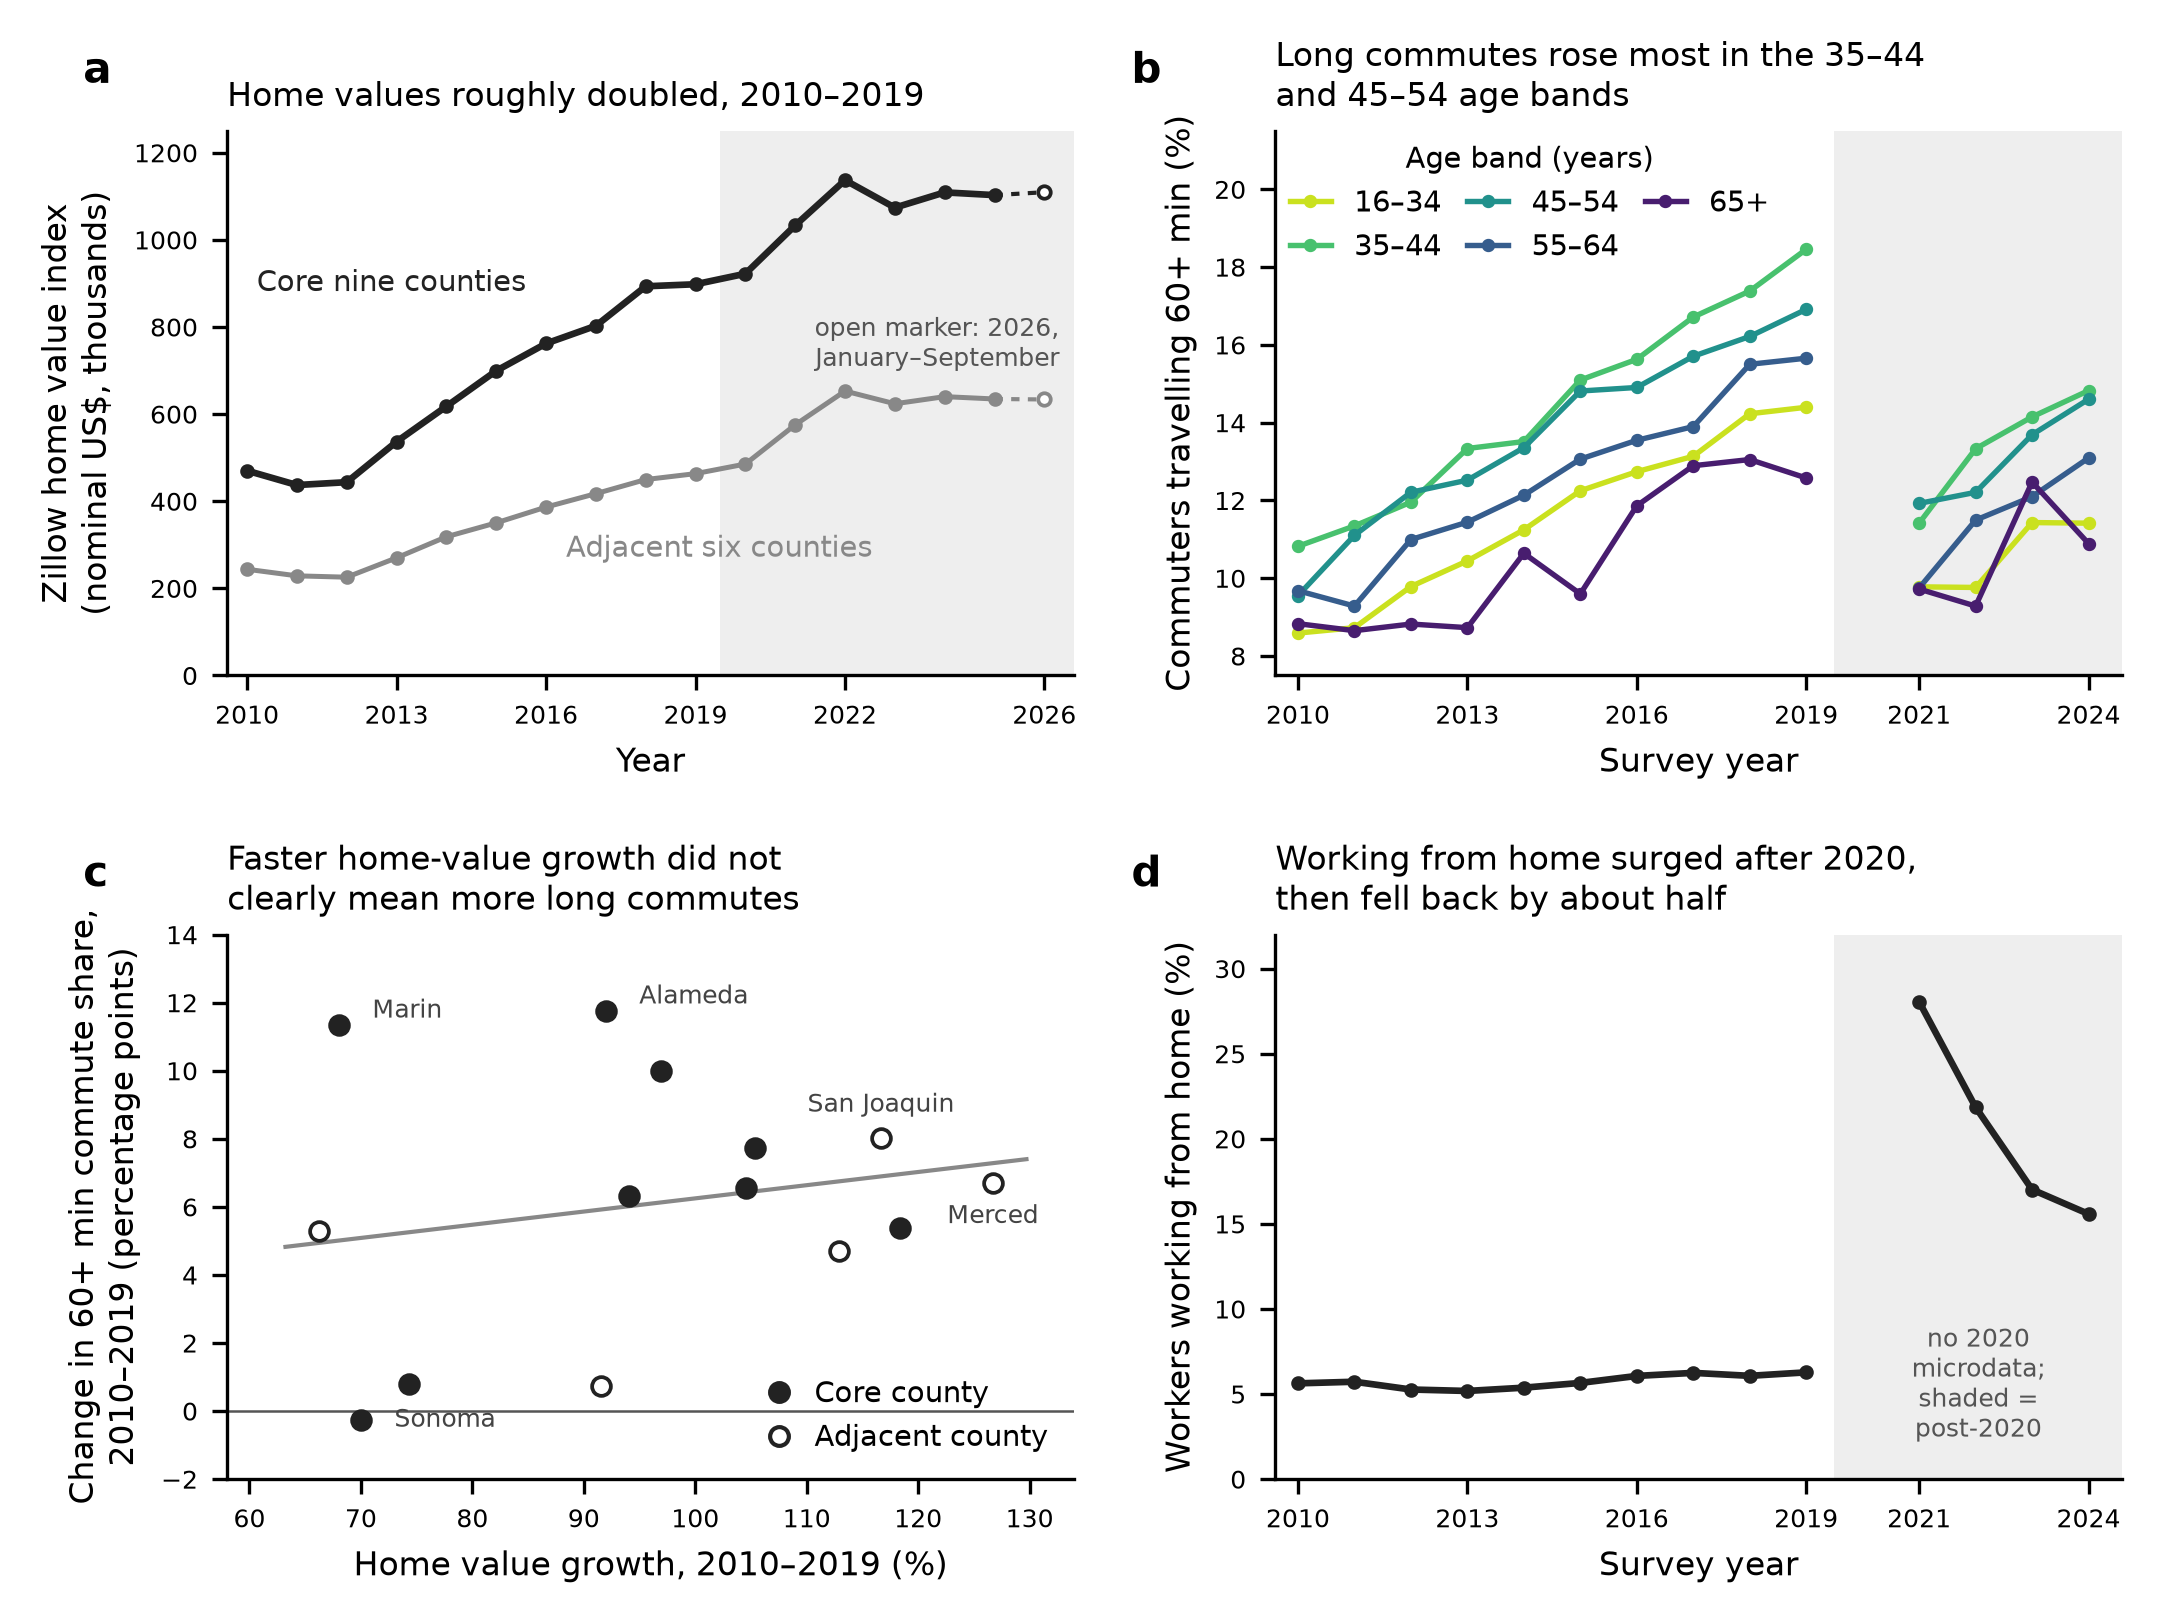 a
Home values roughly doubled, 2010–2019
Zillow home value index
(nominal US$, thousands)
1200
1000
800
600
400
200
0
Core nine counties
open marker: 2026,
January–September
Adjacent six counties
2010 2013 2016 2019 2022 2026
Year
b
Long commutes rose most in the 35–44
and 45–54 age bands
Commuters travelling 60+ min (%)
20
18
16
14
12
10
8
Age band (years)
16–34 45–54 65+
35–44 55–64
2010 2013 2016 2019 2021 2024
Survey year
c
Faster home-value growth did not
clearly mean more long commutes
Change in 60+ min commute share,
2010–2019 (percentage points)
14
12
10
8
6
4
2
0
−2
Marin
Alameda
San Joaquin
Merced
Sonoma
Core county
Adjacent county
60 70 80 90 100 110 120 130
Home value growth, 2010–2019 (%)
d
Working from home surged after 2020,
then fell back by about half
Workers working from home (%)
30
25
20
15
10
5
0
no 2020
microdata;
shaded =
post-2020
2010 2013 2016 2019 2021 2024
Survey year